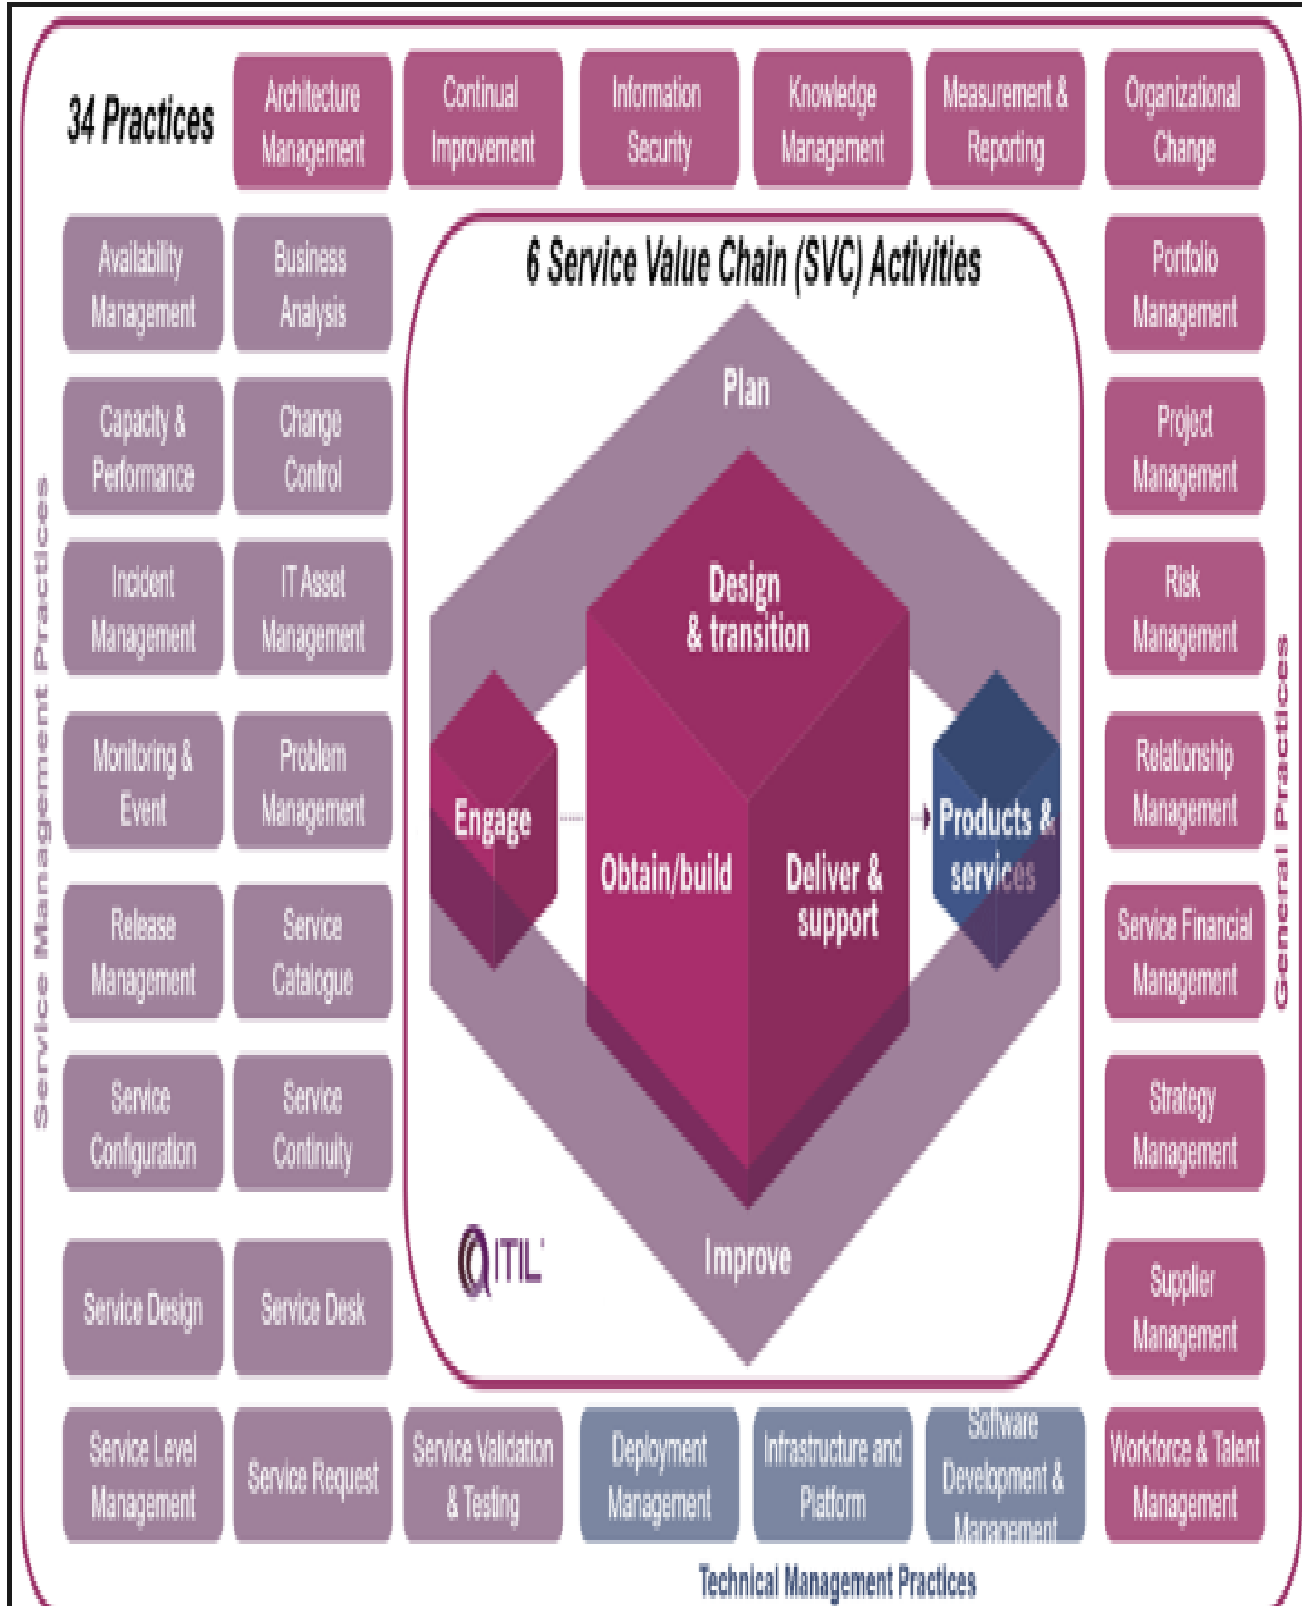 34 Practices
Architecture
Management
Continual
Improvement
Information
Security
Knowledge
Management
Measurement &
Reporting
Organizational
Change
Availability
Management
Business
Analysis
6 Service Value Chain (SVC) Activities
Portfolio
Management
Plan
Capacity &
Performance
Change
Control
Project
Management
Incident
Management
IT Asset
Management
Design
& transition
Risk
Management
Monitoring &
Event
Problem
Management
Engage
Obtain/build
Deliver &
support
Products &
services
Relationship
Management
Release
Management
Service
Catalogue
Service Financial
Management
Service
Configuration
Service
Continuity
Strategy
Management
Service Design
Service Desk
ITIL
Improve
Supplier
Management
Service Level
Management
Service Request
Service Validation
& Testing
Deployment
Management
Infrastructure and
Platform
Software
Development &
Management
Workforce & Talent
Management
Service Management Practices
General Practices
Technical Management Practices